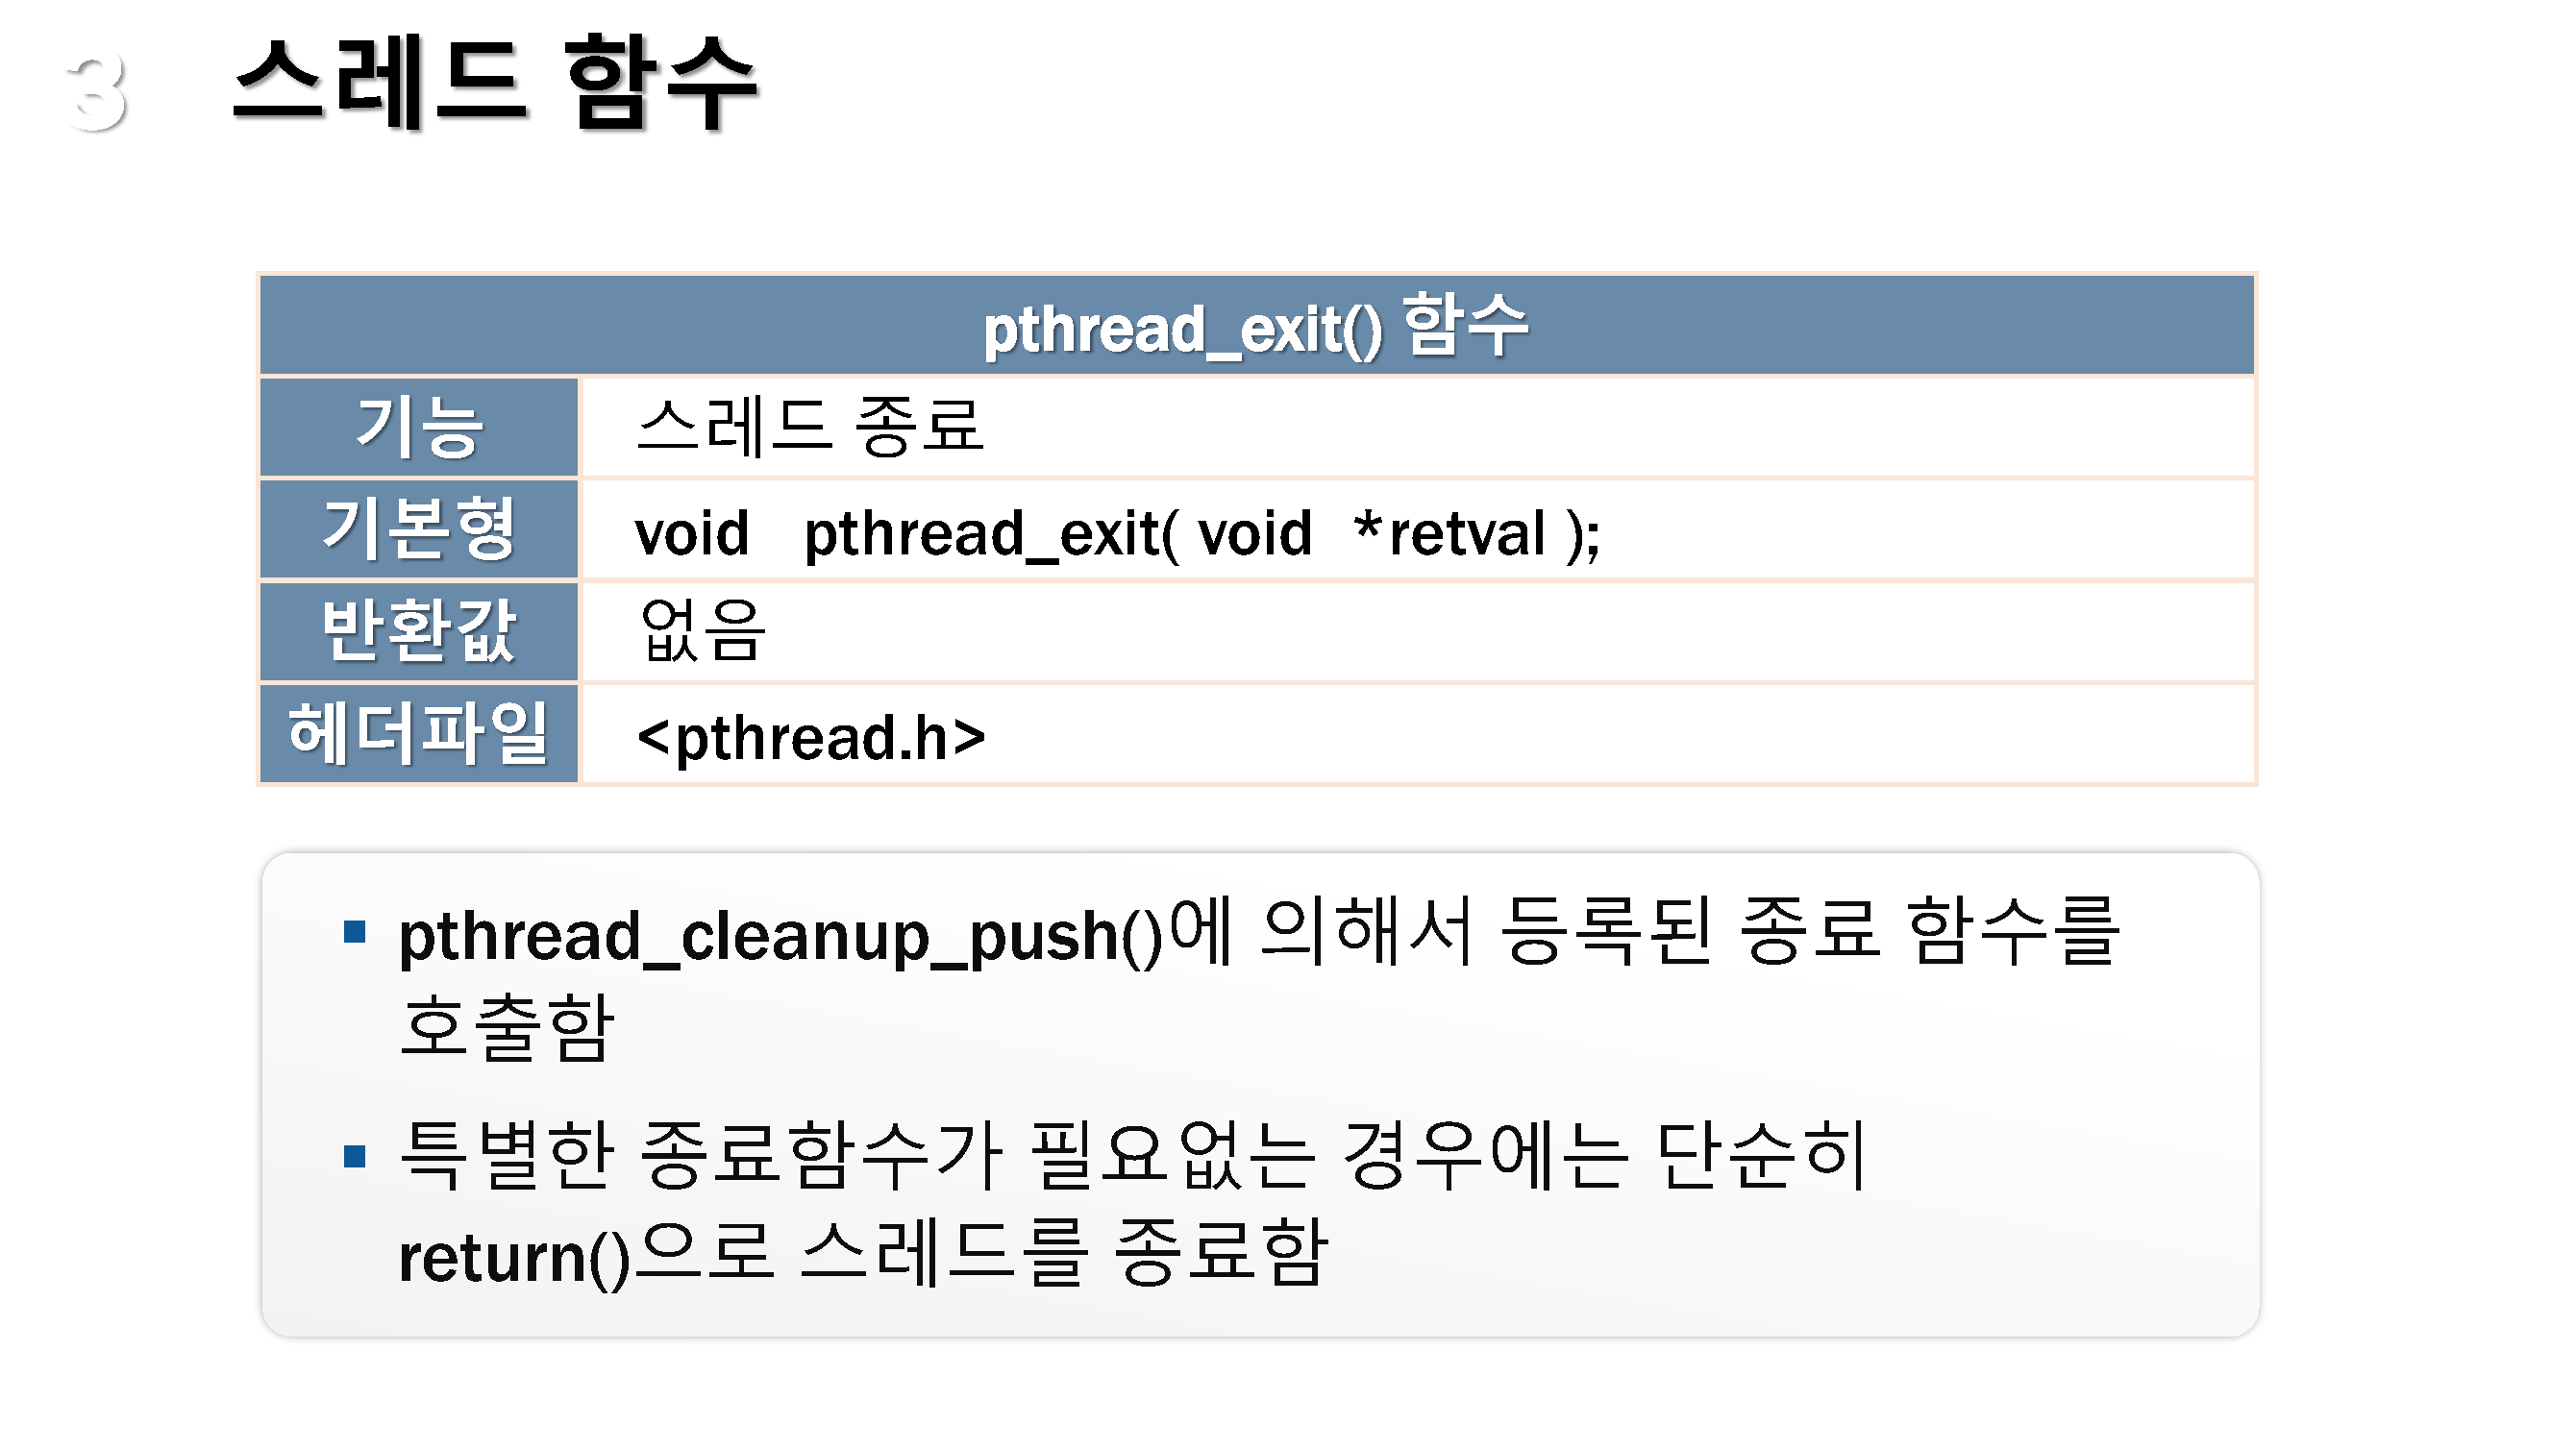 3 스레드 함수
pthread_exit() 함수
기능 스레드 종료
기본형 void pthread_exit( void *retval );
반환값 없음
헤더파일 <pthread.h>
▪ pthread_cleanup_push()에 의해서 등록된 종료 함수를
호출함
▪ 특별한 종료함수가 필요없는 경우에는 단순히
return()으로 스레드를 종료함